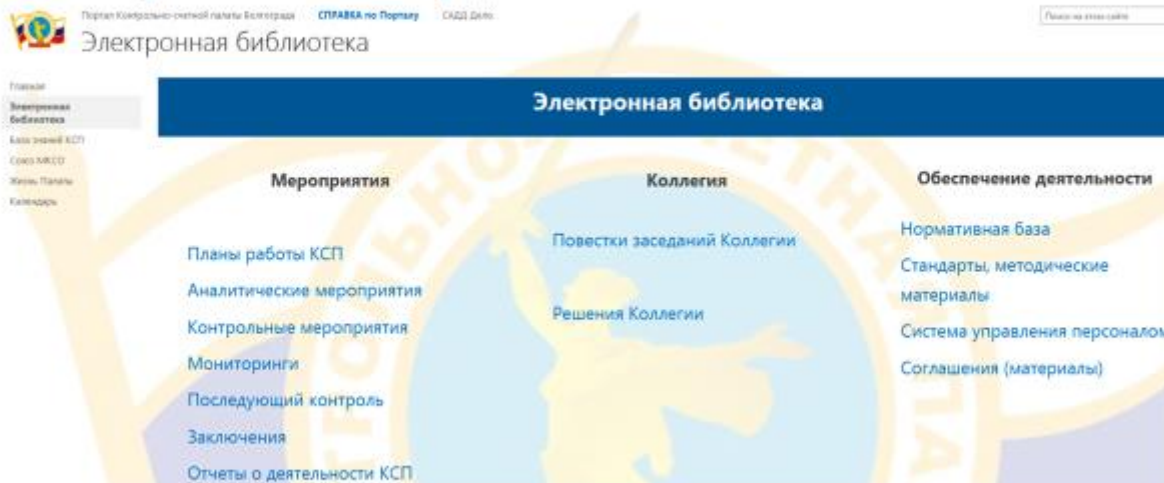 Портал Контрольно-счетной палаты Волгограда СПРАВКА по Порталу САДД Дело
Поиск на этом сайте
Электронная библиотека
Главная
Электронная
библиотека
База знаний КСП
Союз МКСО
Жизнь Палаты
Календарь
Электронная библиотека
Мероприятия
Планы работы КСП
Аналитические мероприятия
Контрольные мероприятия
Мониторинги
Последующий контроль
Заключения
Отчеты о деятельности КСП
Коллегия
Повестки заседаний Коллегии
Решения Коллегии
Обеспечение деятельности
Нормативная база
Стандарты, методические
материалы
Система управления персоналом
Соглашения (материалы)